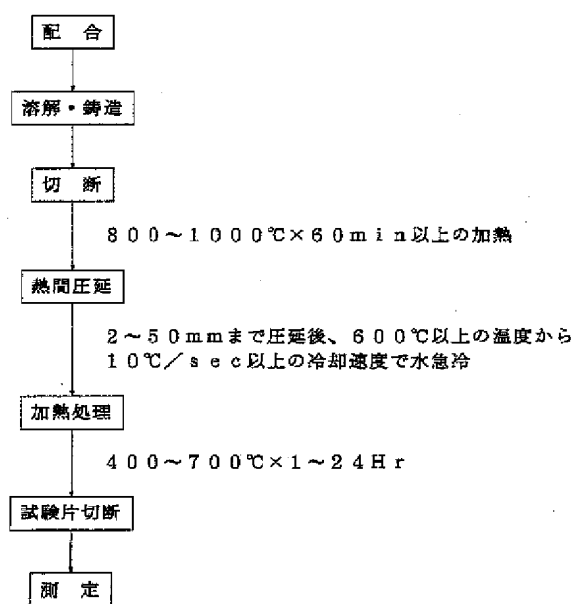 配 合
溶解・鋳造
切 断
800～1000℃×60min以上の加熱
熱間圧延
2～50mmまで圧延後、600℃以上の温度から
10℃／sec以上の冷却速度で水急冷
加熱処理
400～700℃×1～24Hr
試験片切断
測 定